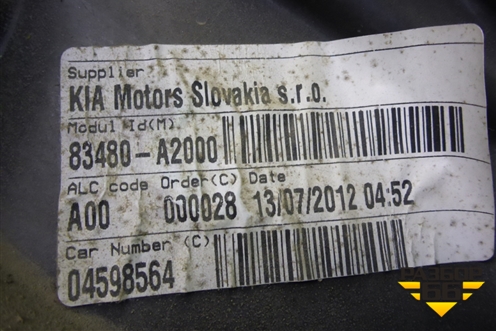 Supplier
KIA Motors Slovakia s.r.o.
Modul Id(M)
83480-A2000
ALC code Order(C) Date
A00 000028 13/07/2012 04:52
Car Number (C)
04598564